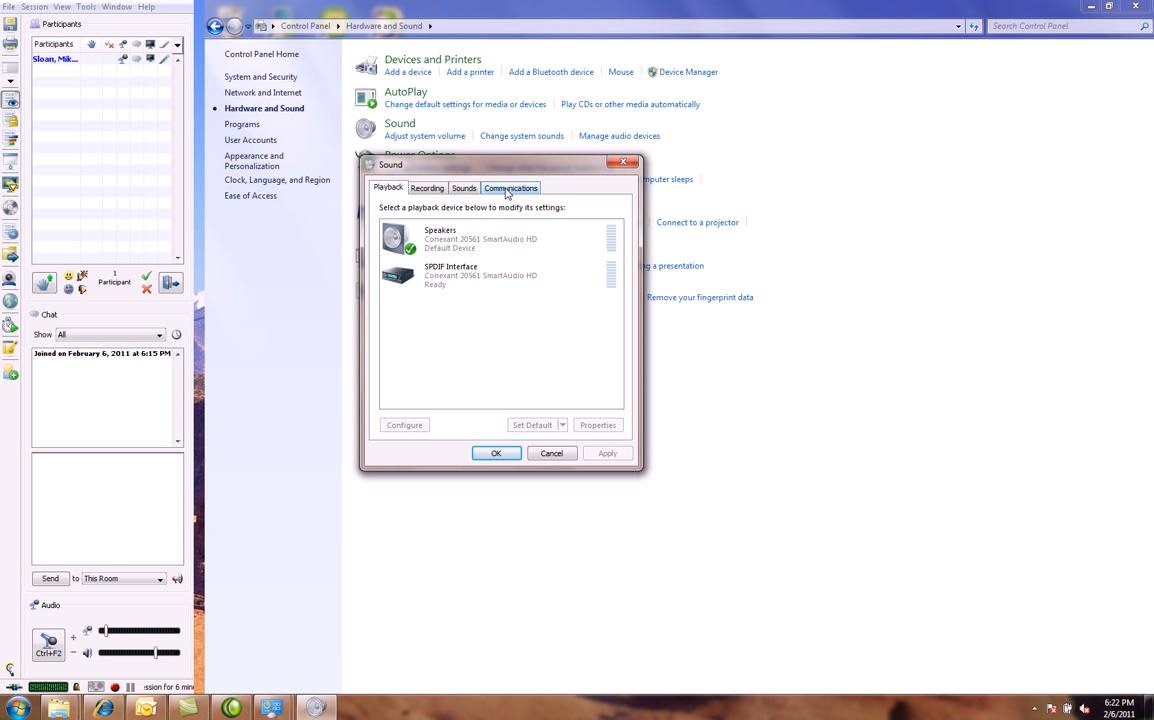 File Session View Tools Window Help
Participants
Participants
Sloan, Mik...
1
Participant
Chat
Show All
Joined on February 6, 2011 at 6:15 PM
Send to This Room
Audio
Ctrl+F2
+
−
ssion for 6 min
Control Panel Hardware and Sound
Search Control Panel
Control Panel Home
System and Security
Network and Internet
Hardware and Sound
Programs
User Accounts
Appearance and
Personalization
Clock, Language, and Region
Ease of Access
Devices and Printers
Add a device Add a printer Add a Bluetooth device Mouse Device Manager
AutoPlay
Change default settings for media or devices Play CDs or other media automatically
Sound
Adjust system volume Change system sounds Manage audio devices
Power Options
mputer sleeps
Connect to a projector
g a presentation
Remove your fingerprint data
Sound
Playback Recording Sounds Communications
Select a playback device below to modify its settings:
Speakers
Conexant 20561 SmartAudio HD
Default Device
SPDIF Interface
Conexant 20561 SmartAudio HD
Ready
Configure Set Default Properties
OK Cancel Apply
6:22 PM
2/6/2011